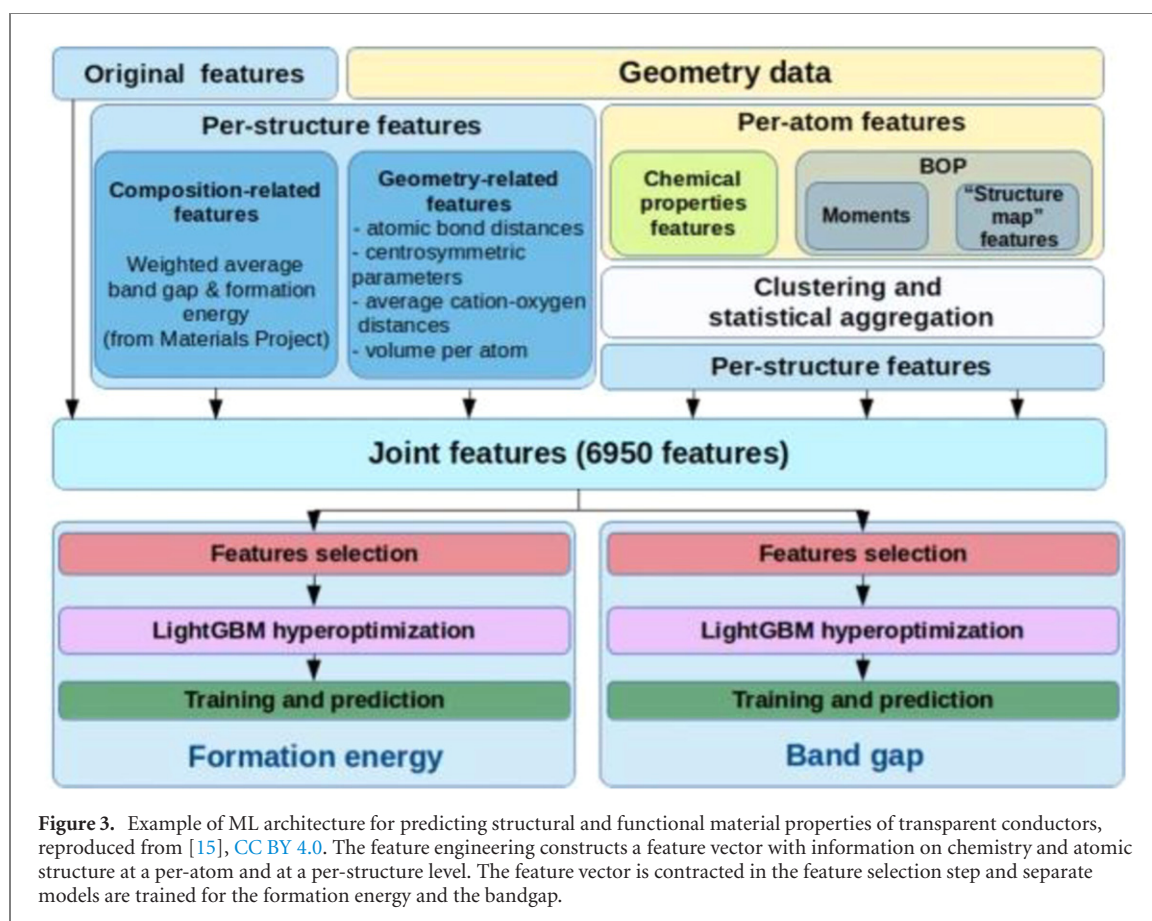 Original features
Geometry data
Per-structure features
Composition-related
features
Weighted average
band gap & formation
energy
(from Materials Project)
Geometry-related
features
- atomic bond distances
- centrosymmetric
parameters
- average cation-oxygen
distances
- volume per atom
Per-atom features
Chemical
properties
features
BOP
Moments
“Structure
map”
features
Clustering and
statistical aggregation
Per-structure features
Joint features (6950 features)
Features selection
LightGBM hyperoptimization
Training and prediction
Formation energy
Features selection
LightGBM hyperoptimization
Training and prediction
Band gap
Figure 3. Example of ML architecture for predicting structural and functional material properties of transparent conductors,
reproduced from [15], CC BY 4.0. The feature engineering constructs a feature vector with information on chemistry and atomic
structure at a per-atom and at a per-structure level. The feature vector is contracted in the feature selection step and separate
models are trained for the formation energy and the bandgap.